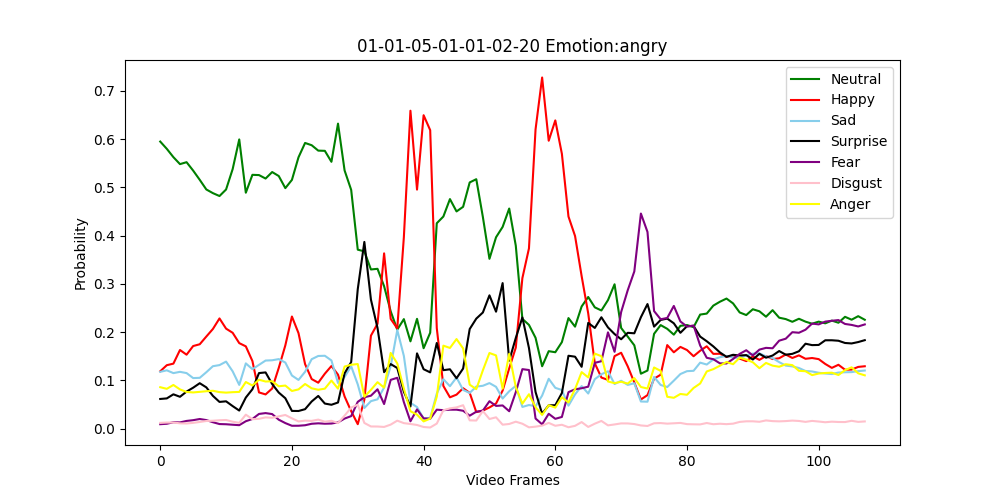 01-01-05-01-01-02-20 Emotion:angry
Neutral
Happy
Sad
Surprise
Fear
Disgust
Anger
Probability
0.7
0.6
0.5
0.4
0.3
0.2
0.1
0.0
0 20 40 60 80 100
Video Frames